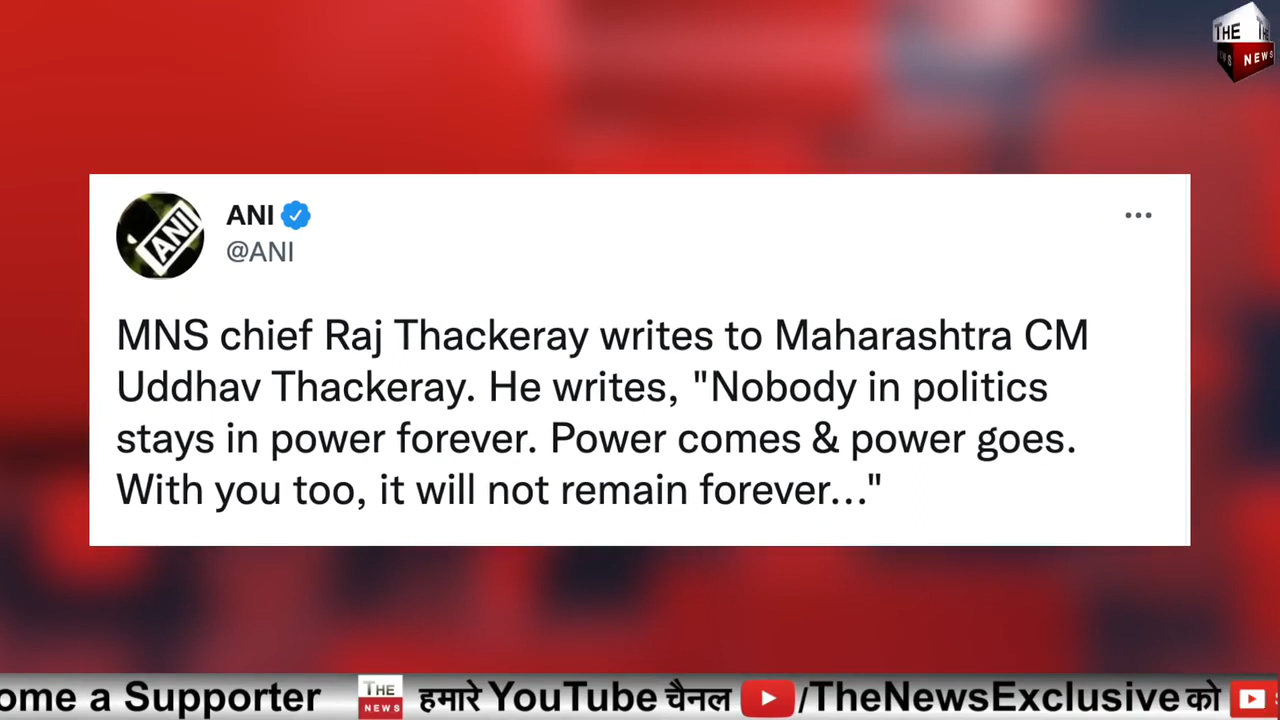 THE
NEWS
ANI
ANI
@ANI
MNS chief Raj Thackeray writes to Maharashtra CM
Uddhav Thackeray. He writes, "Nobody in politics
stays in power forever. Power comes & power goes.
With you too, it will not remain forever..."
ome a Supporter THE NEWS हमारे YouTube चैनल /TheNewsExclusive को